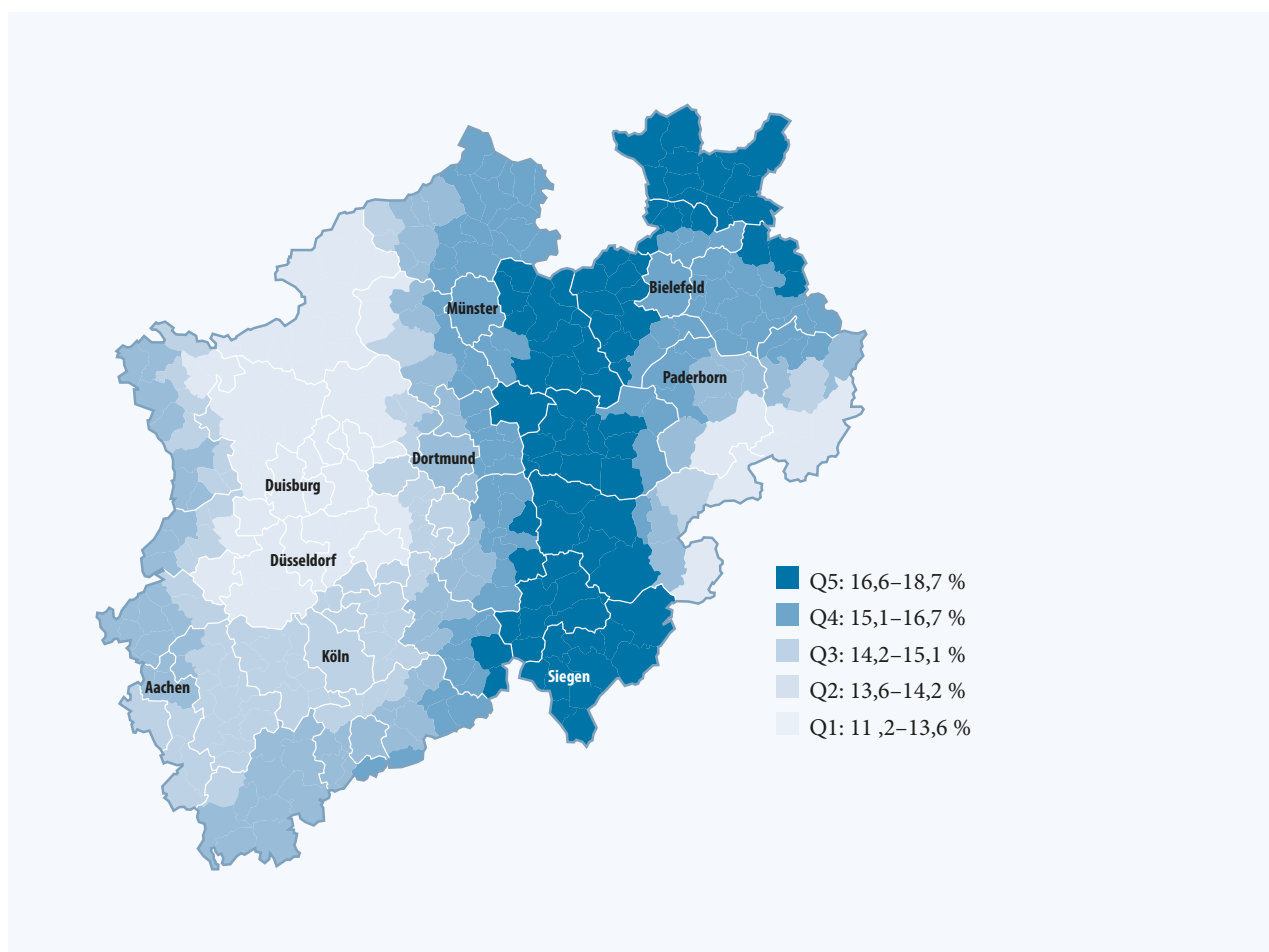 Münster
Bielefeld
Paderborn
Dortmund
Duisburg
Düsseldorf
Köln
Aachen
Siegen
Q5: 16,6–18,7 %
Q4: 15,1–16,7 %
Q3: 14,2–15,1 %
Q2: 13,6–14,2 %
Q1: 11 ,2–13,6 %